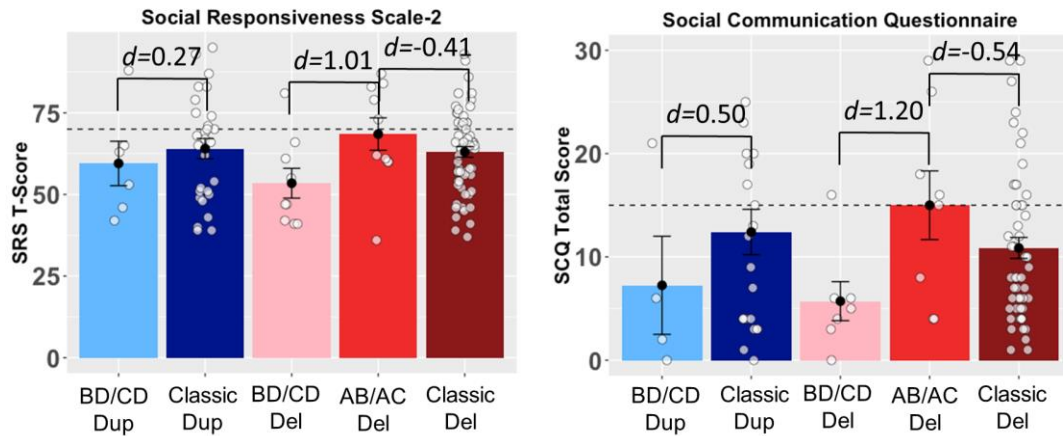 Social Responsiveness Scale-2
d=0.27
d=1.01
d=-0.41
SRS T-Score
75
50
25
0
BD/CD Dup
Classic Dup
BD/CD Del
AB/AC Del
Classic Del
Social Communication Questionnaire
d=0.50
d=1.20
d=-0.54
SCQ Total Score
30
20
10
0
BD/CD Dup
Classic Dup
BD/CD Del
AB/AC Del
Classic Del